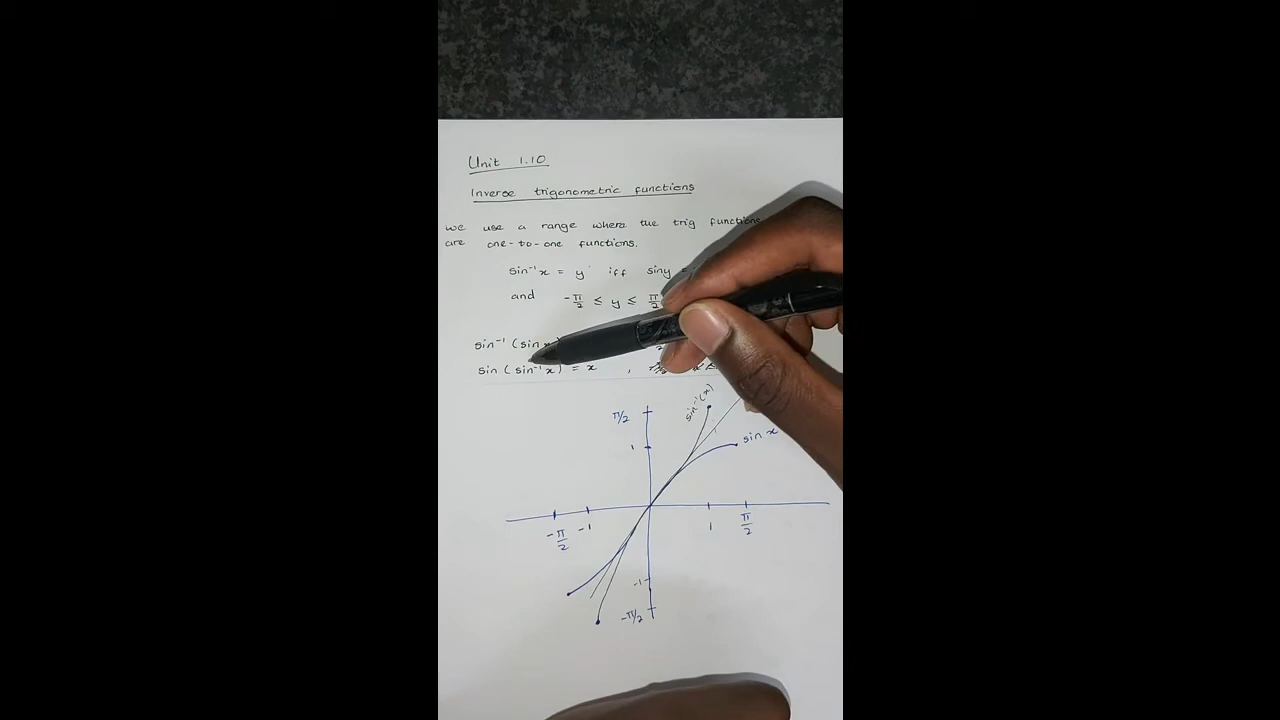 Unit 1.10
Inverse trigonometric functions
we use a range where the trig functions
are one-to-one functions.
sin⁻¹x = y iff siny =
and -π/2 ≤ y ≤ π/2
sin⁻¹(sin x
sin(sin⁻¹x) = x ,
π/2
sin⁻¹(x)
1
sin x
-π/2 -1 1 π/2
-1
-π/2